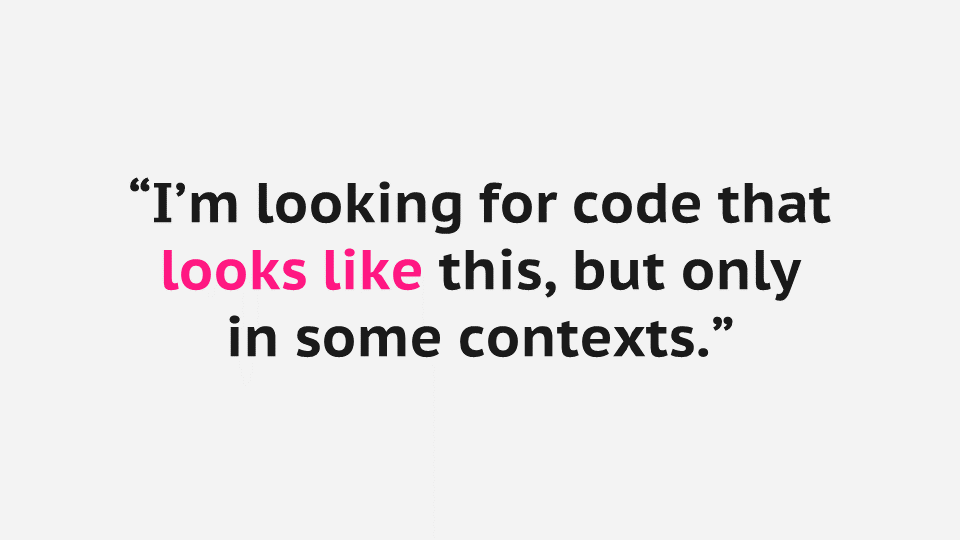 “I’m looking for code that
looks like this, but only
in some contexts.”